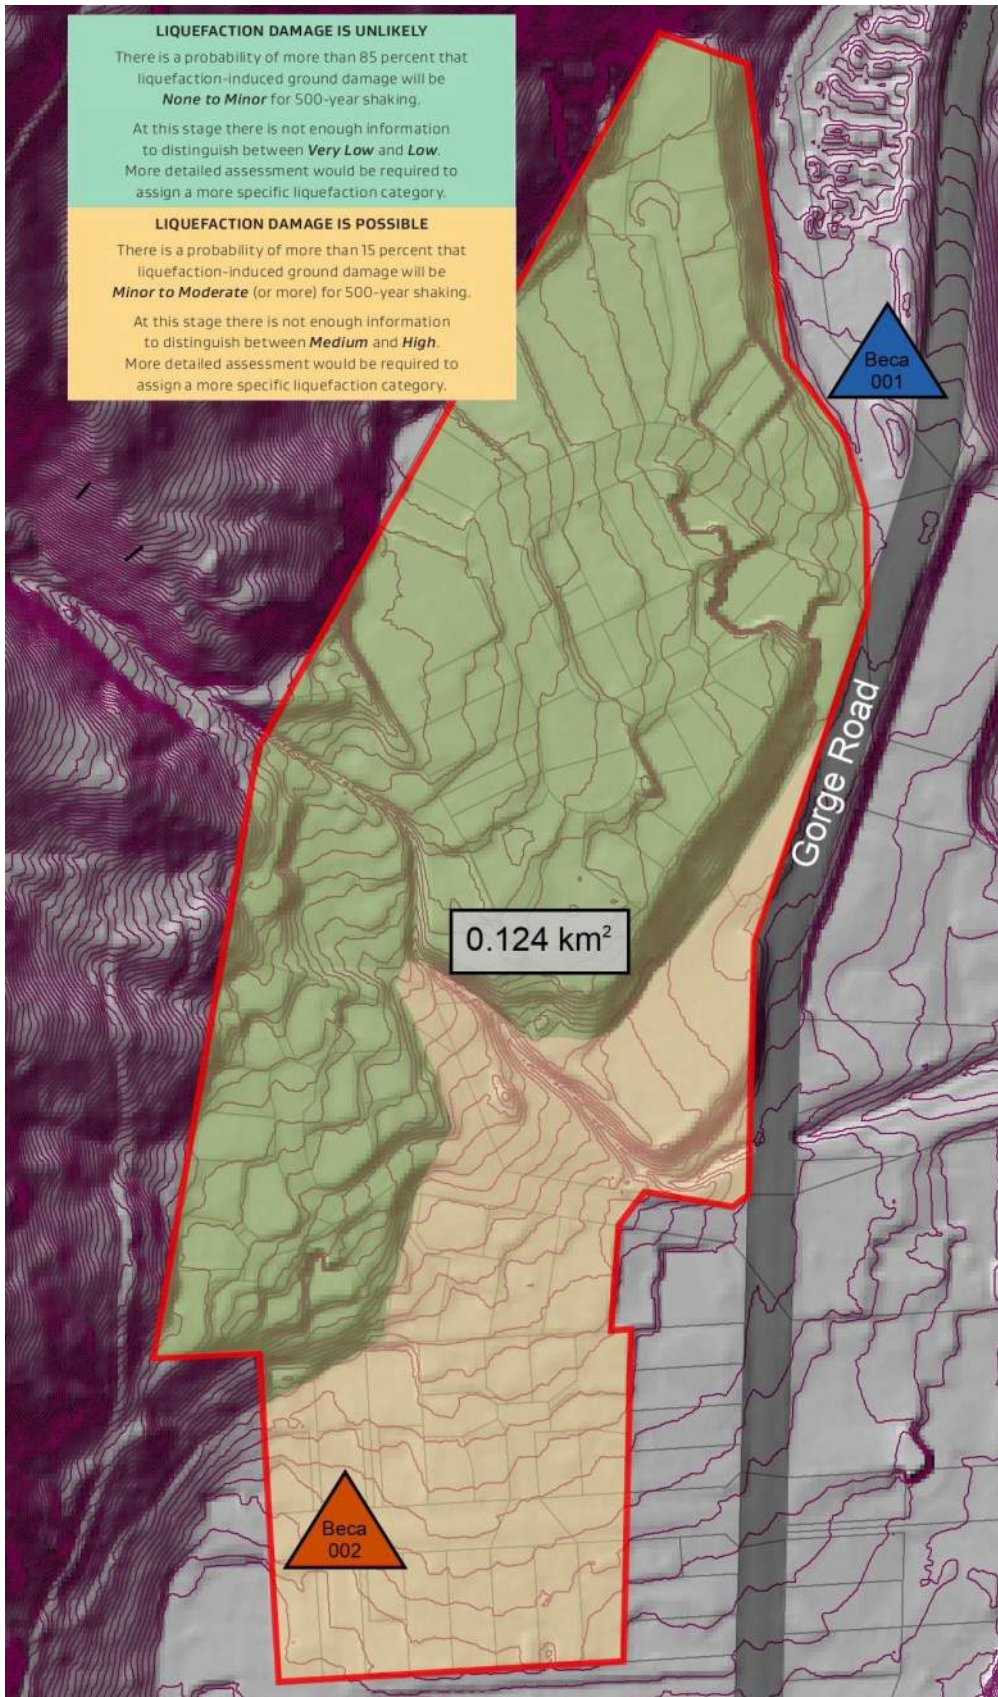 LIQUEFACTION DAMAGE IS UNLIKELY
There is a probability of more than 85 percent that
liquefaction-induced ground damage will be
None to Minor for 500-year shaking.
At this stage there is not enough information
to distinguish between Very Low and Low.
More detailed assessment would be required to
assign a more specific liquefaction category.
LIQUEFACTION DAMAGE IS POSSIBLE
There is a probability of more than 15 percent that
liquefaction-induced ground damage will be
Minor to Moderate (or more) for 500-year shaking.
At this stage there is not enough information
to distinguish between Medium and High.
More detailed assessment would be required to
assign a more specific liquefaction category.
Beca
001
Gorge Road
0.124 km²
Beca
002